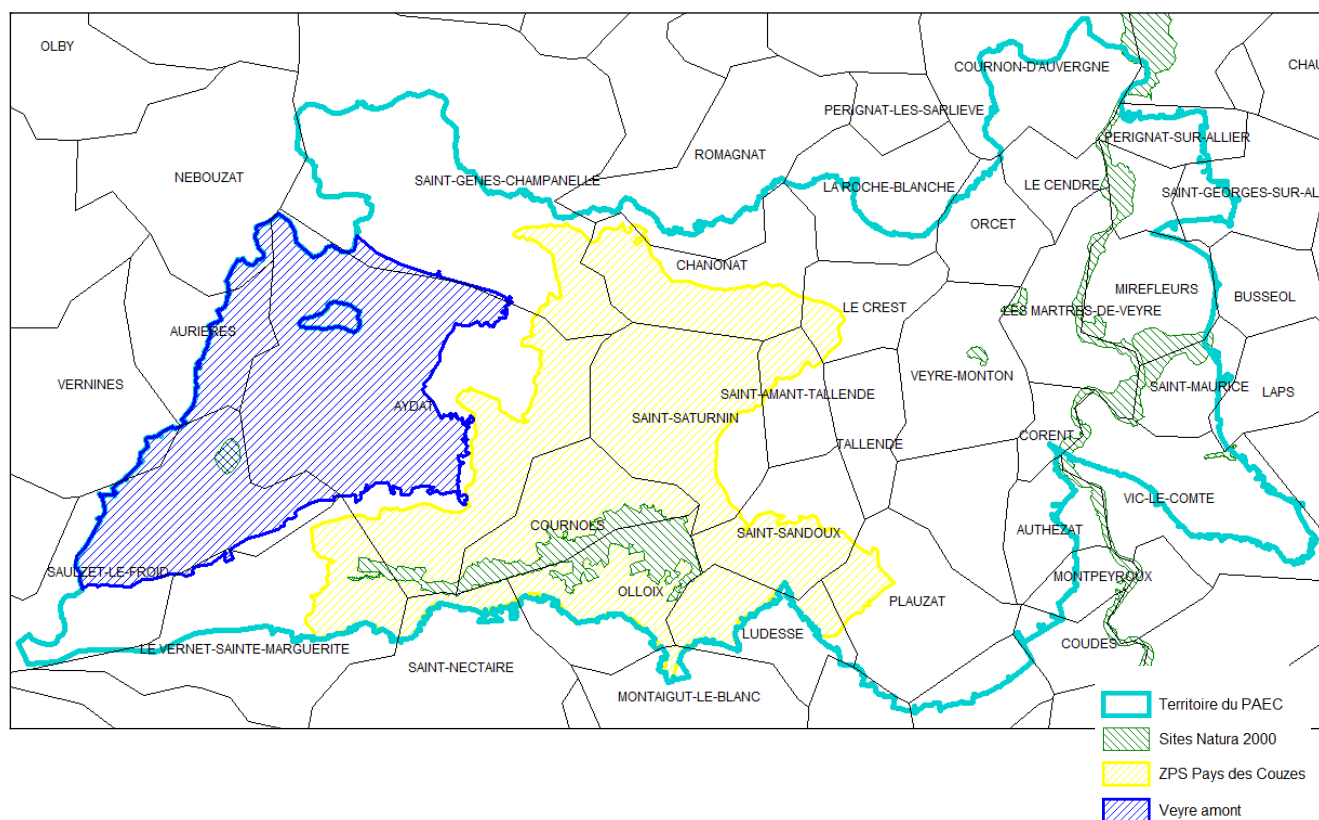 OLBY
COURNON-D'AUVERGNE
CHAU
PERIGNAT-LES-SARLIEVE
PERIGNAT-SUR-ALLIER
ROMAGNAT
NEBOUZAT
SAINT-GENES-CHAMPANELLE
LA ROCHE-BLANCHE
LE CENDRE
SAINT-GEORGES-SUR-AL
ORCET
CHANONAT
MIREFLEURS
BUSSEOL
LE CREST
LES MARTRES-DE-VEYRE
AURIERES
VERNINES
VEYRE-MONTON
SAINT-MAURICE
LAPS
SAINT-AMANT-TALLENDE
AYDAT
SAINT-SATURNIN
TALLENDE
CORENT
VIC-LE-COMTE
COURNOLS
SAINT-SANDOUX
AUTHEZAT
SAULZET-LE-FROID
MONTPEYROUX
OLLOIX
PLAUZAT
LUDESSE
COUDES
LE VERNET-SAINTE-MARGUERITE
SAINT-NECTAIRE
MONTAIGUT-LE-BLANC
Territoire du PAEC
Sites Natura 2000
ZPS Pays des Couzes
Veyre amont